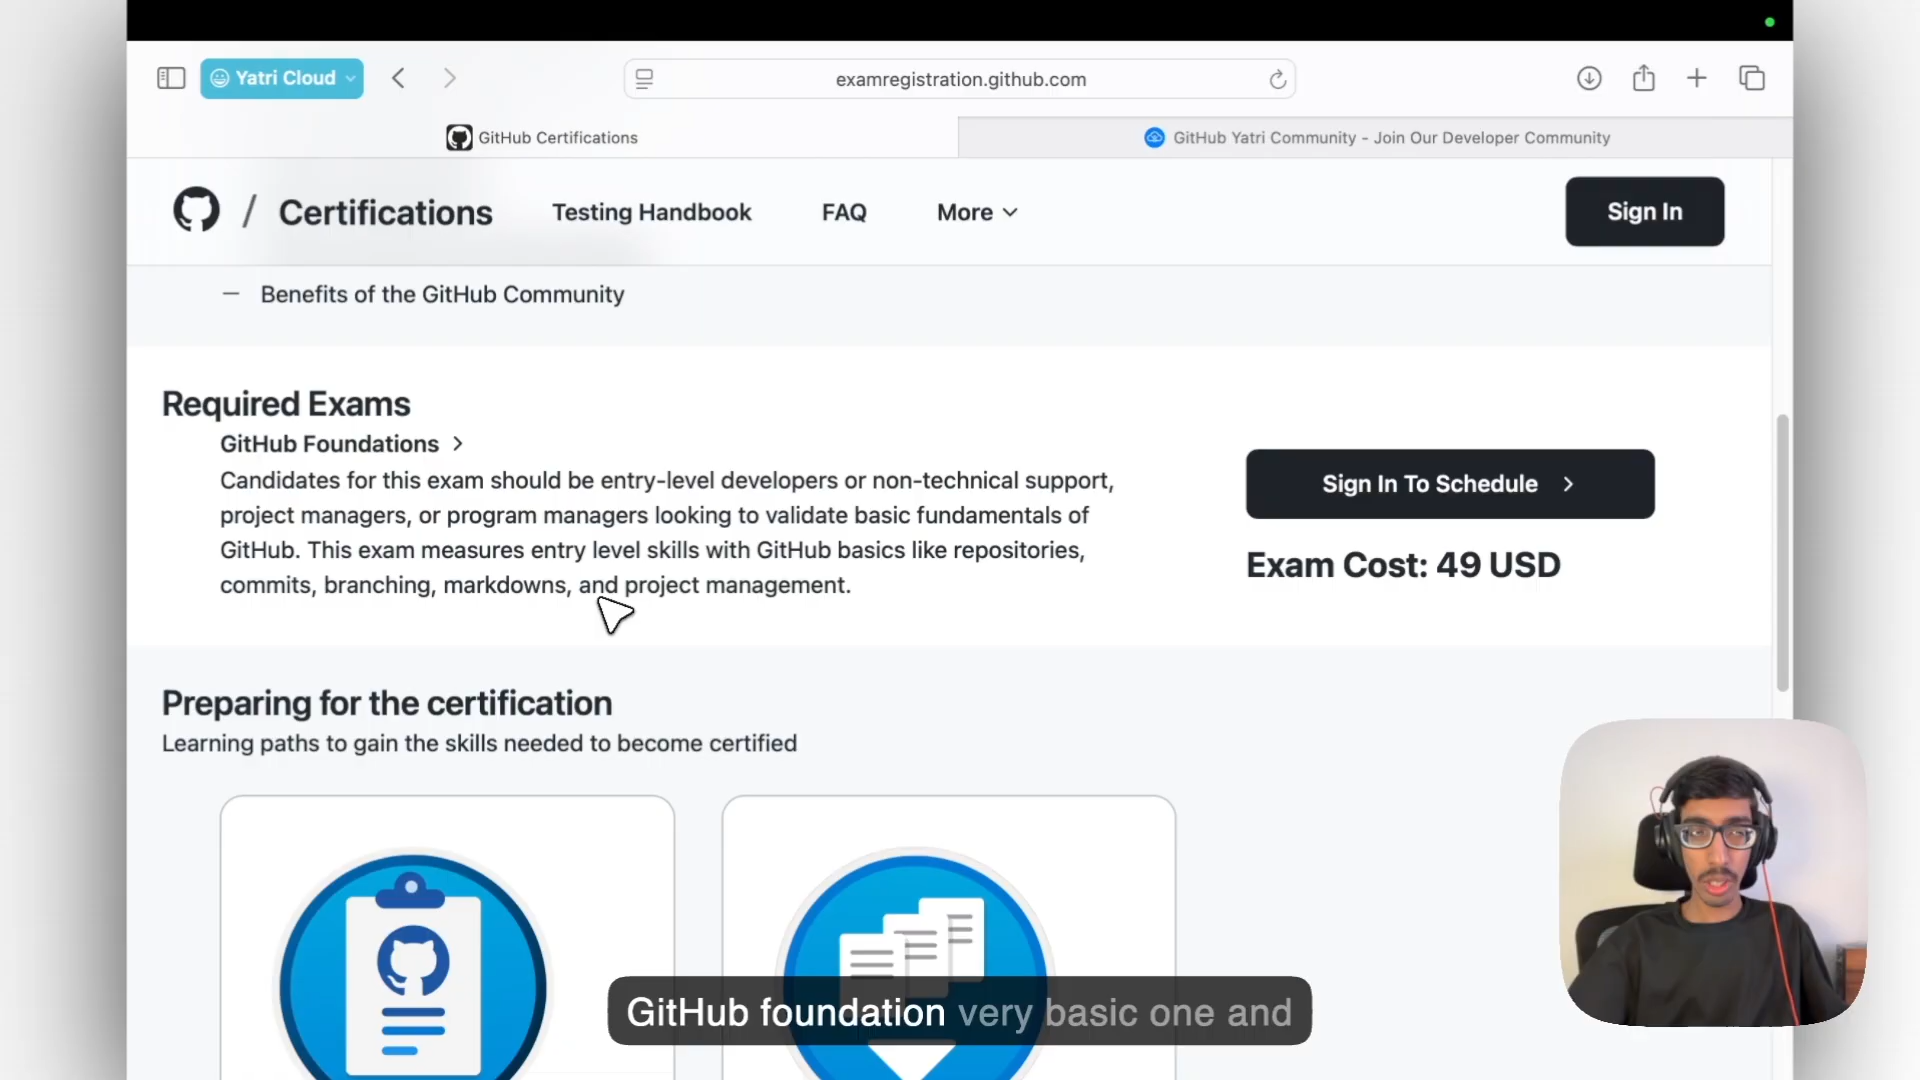 Yatri Cloud
examregistration.github.com
GitHub Certifications
GitHub Yatri Community - Join Our Developer Community
/ Certifications
Testing Handbook
FAQ
More
Sign In
— Benefits of the GitHub Community
Required Exams
GitHub Foundations >
Candidates for this exam should be entry-level developers or non-technical support,
project managers, or program managers looking to validate basic fundamentals of
GitHub. This exam measures entry level skills with GitHub basics like repositories,
commits, branching, markdowns, and project management.
Sign In To Schedule >
Exam Cost: 49 USD
Preparing for the certification
Learning paths to gain the skills needed to become certified
GitHub foundation very basic one and